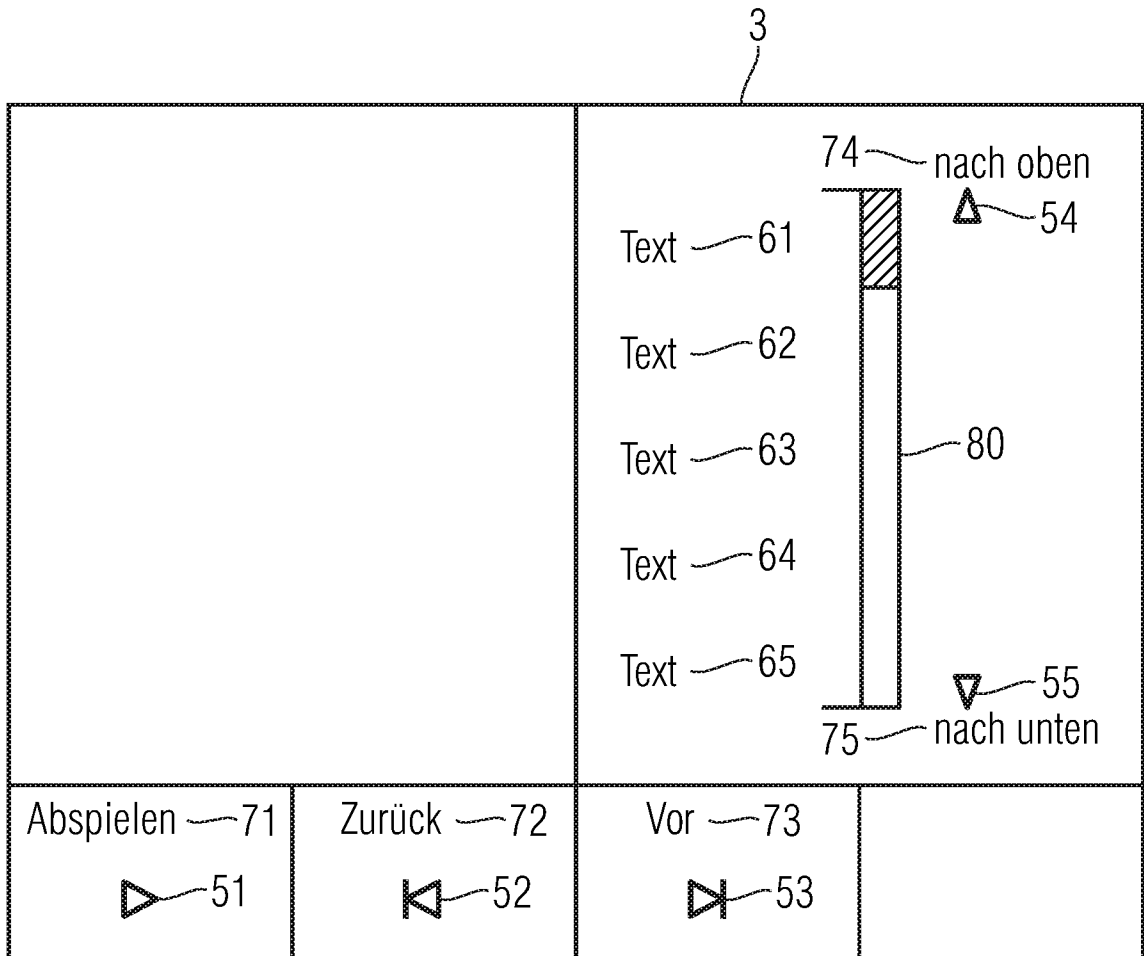 3
74 nach oben
54
Text 61
Text 62
Text 63
80
Text 64
Text 65
55
75 nach unten
Abspielen 71 Zurück 72 Vor 73
51 52 53